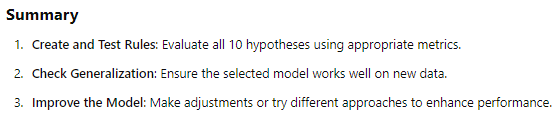 Summary
1. Create and Test Rules: Evaluate all 10 hypotheses using appropriate metrics.
2. Check Generalization: Ensure the selected model works well on new data.
3. Improve the Model: Make adjustments or try different approaches to enhance performance.